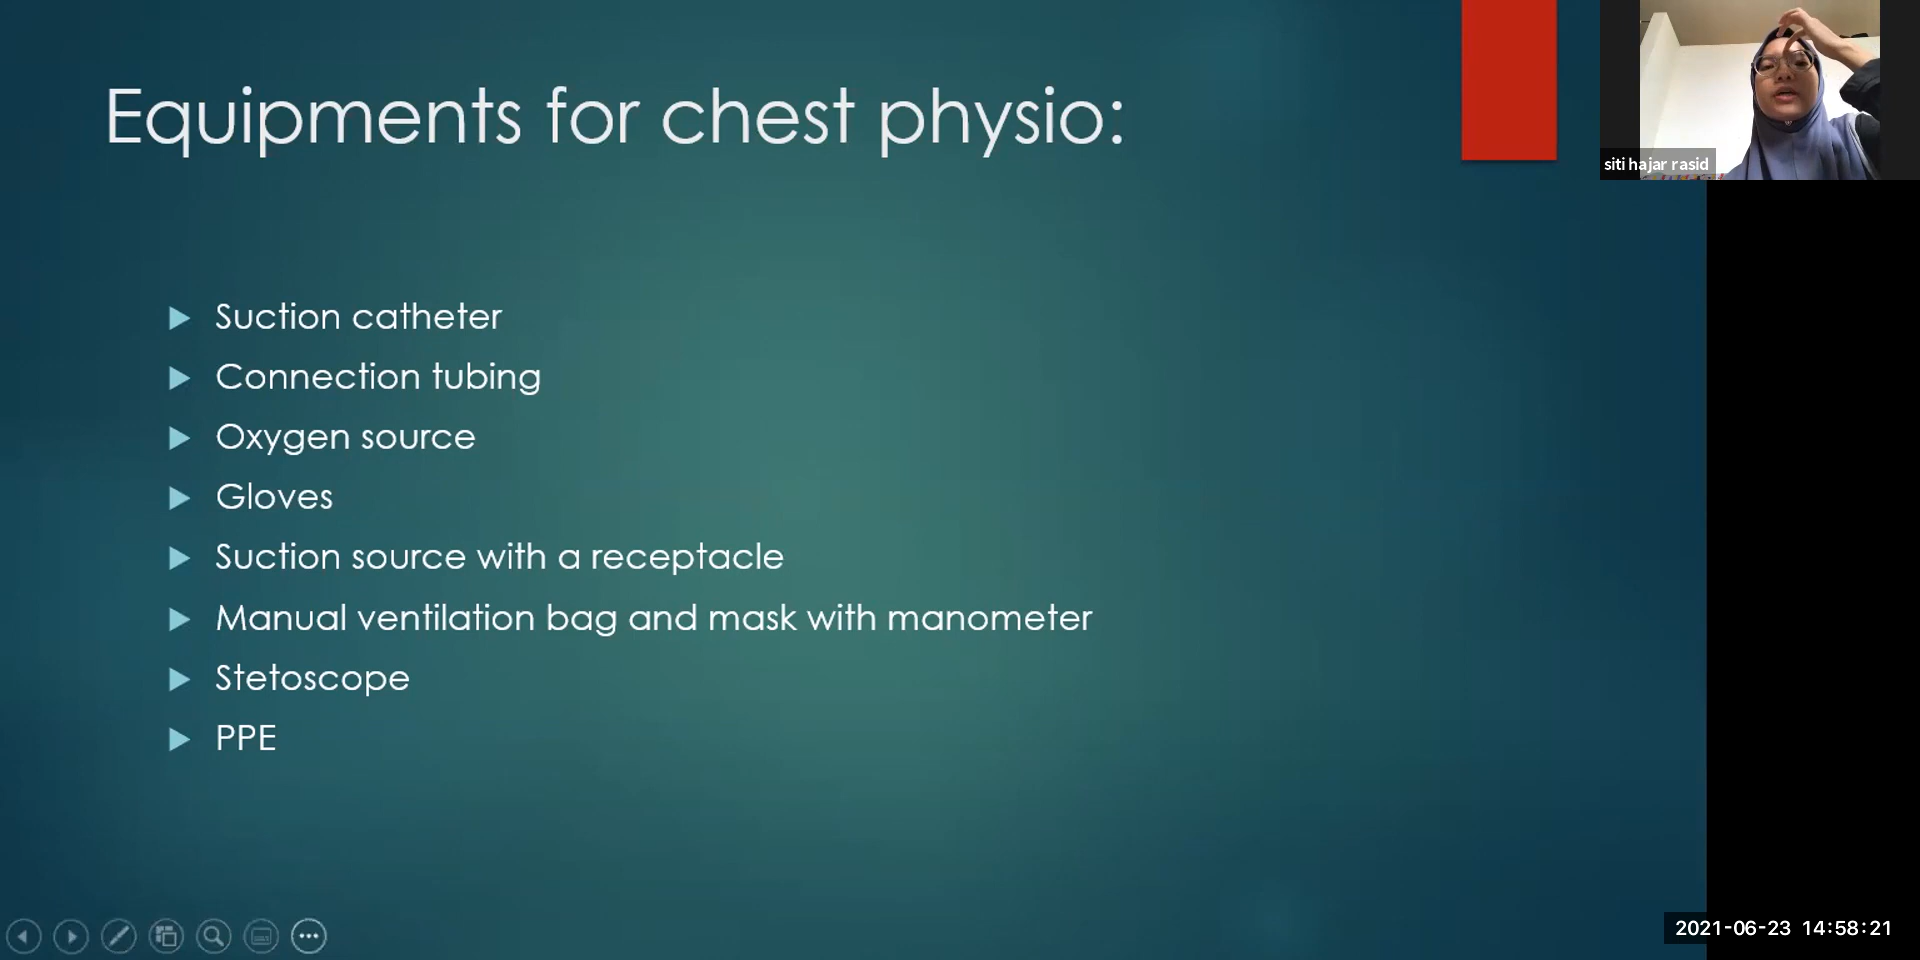 Equipments for chest physio:
siti hajar rasid
Suction catheter
Connection tubing
Oxygen source
Gloves
Suction source with a receptacle
Manual ventilation bag and mask with manometer
Stetoscope
PPE
2021-06-23 14:58:21